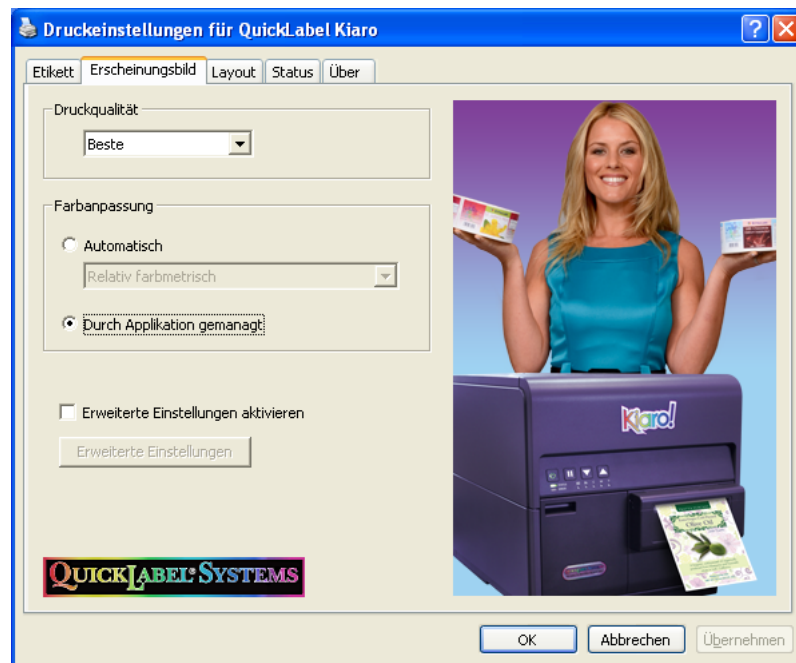 Druckeinstellungen für QuickLabel Kiaro
Etikett
Erscheinungsbild
Layout
Status
Über
Druckqualität
Beste
Farbanpassung
Automatisch
Relativ farbmetrisch
Durch Applikation gemanagt
Erweiterte Einstellungen aktivieren
Erweiterte Einstellungen
QUICKLABEL® SYSTEMS
Kiaro!
Olive Oil
OK
Abbrechen
Übernehmen